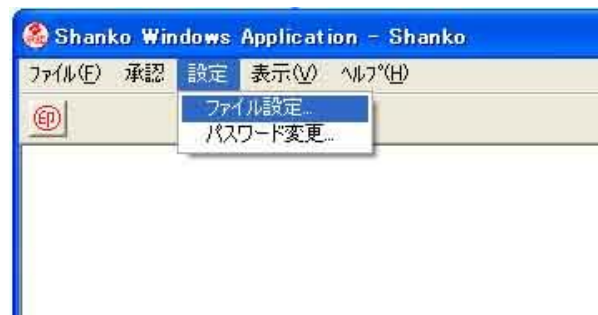 Shanko Windows Application - Shanko
ﾌｧｲﾙ(F) 承認 設定 表示(V) ﾍﾙﾌﾟ(H)
印
ファイル設定...
パスワード変更...